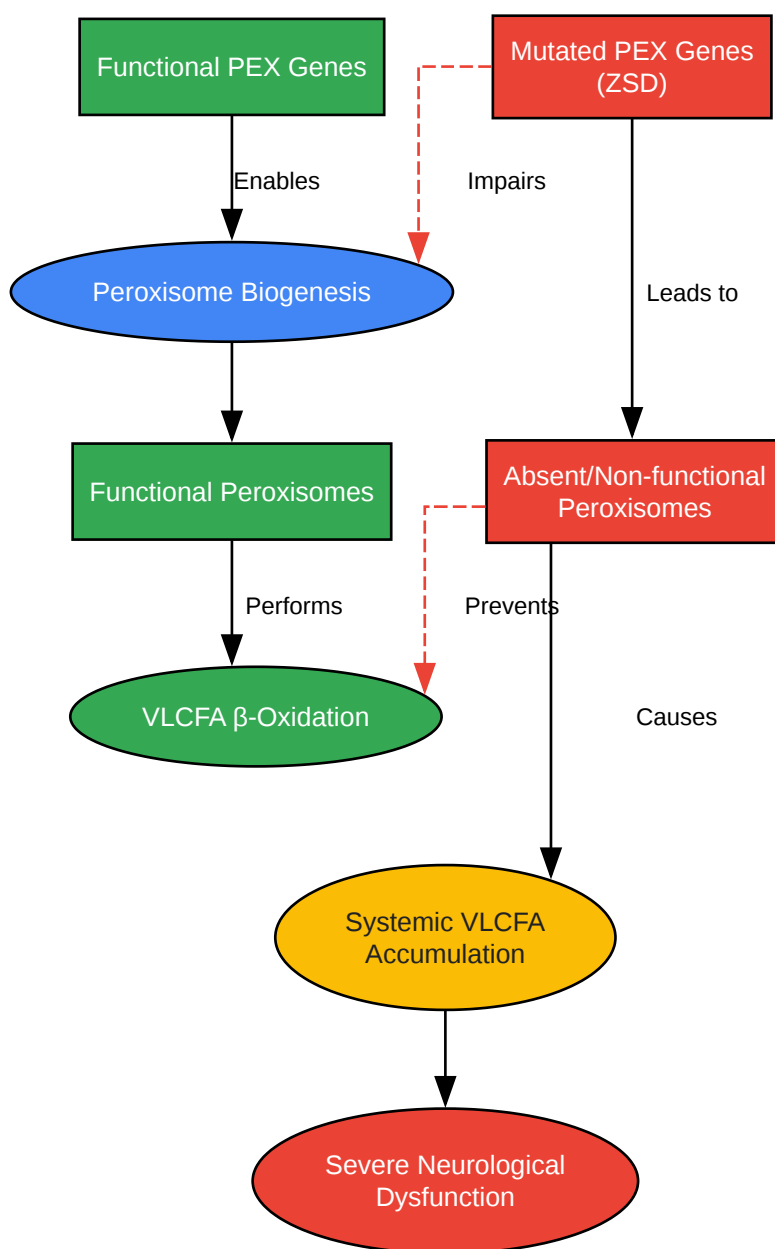 Functional PEX Genes
Mutated PEX Genes
(ZSD)
Enables
Impairs
Peroxisome Biogenesis
Leads to
Functional Peroxisomes
Absent/Non-functional
Peroxisomes
Performs
Prevents
VLCFA β-Oxidation
Causes
Systemic VLCFA
Accumulation
Severe Neurological
Dysfunction